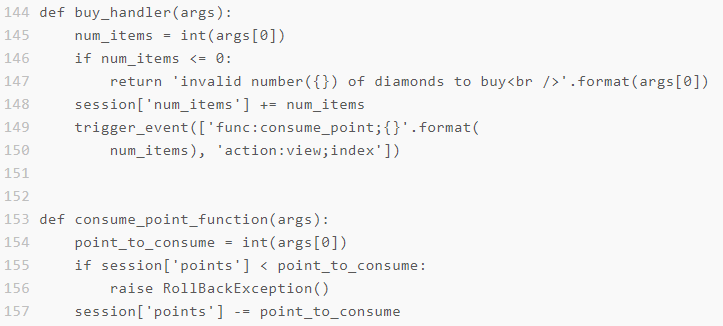 144 def buy_handler(args):
145     num_items = int(args[0])
146     if num_items <= 0:
147         return 'invalid number({}) of diamonds to buy<br />'.format(args[0])
148     session['num_items'] += num_items
149     trigger_event(['func:consume_point;{}'.format(
150         num_items), 'action:view;index'])
151
152
153 def consume_point_function(args):
154     point_to_consume = int(args[0])
155     if session['points'] < point_to_consume:
156         raise RollBackException()
157     session['points'] -= point_to_consume